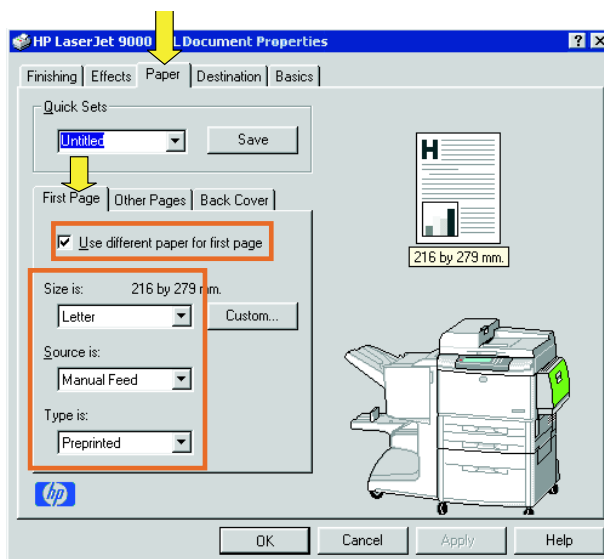 HP LaserJet 9000 L Document Properties
Finishing Effects Paper Destination Basics
Quick Sets
Untitled Save
First Page Other Pages Back Cover
Use different paper for first page
Size is: 216 by 279 mm.
Letter Custom...
Source is:
Manual Feed
Type is:
Preprinted
H
216 by 279 mm.
hp
OK Cancel Apply Help